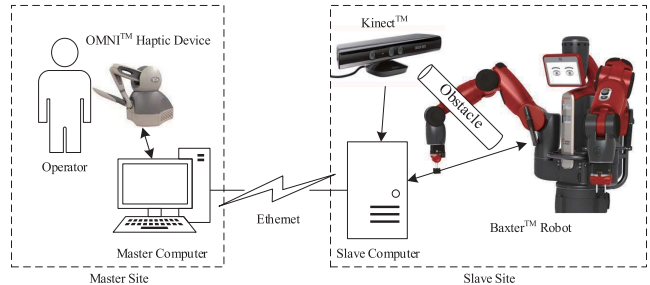 Kinect™
OMNI™ Haptic Device
Obstacle
Operator
Ethernet
Master Computer
Slave Computer
Baxter™ Robot
Master Site
Slave Site